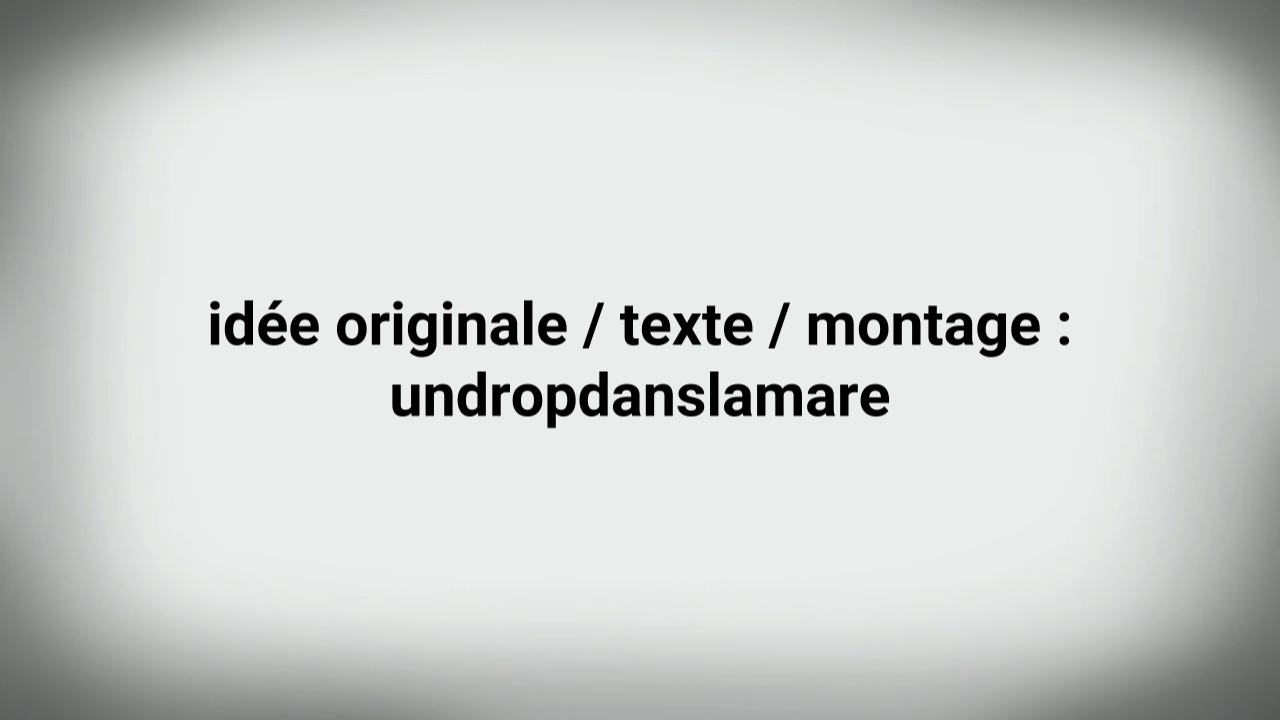 idée originale / texte / montage :
undropdanslamare